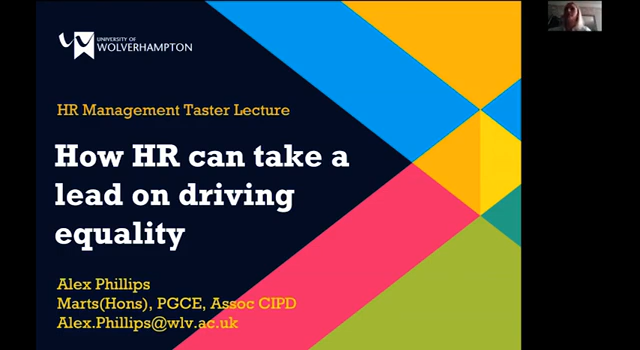 UNIVERSITY OF
WOLVERHAMPTON
HR Management Taster Lecture
How HR can take a
lead on driving
equality
Alex Phillips
Marts(Hons), PGCE, Assoc CIPD
Alex.Phillips@wlv.ac.uk